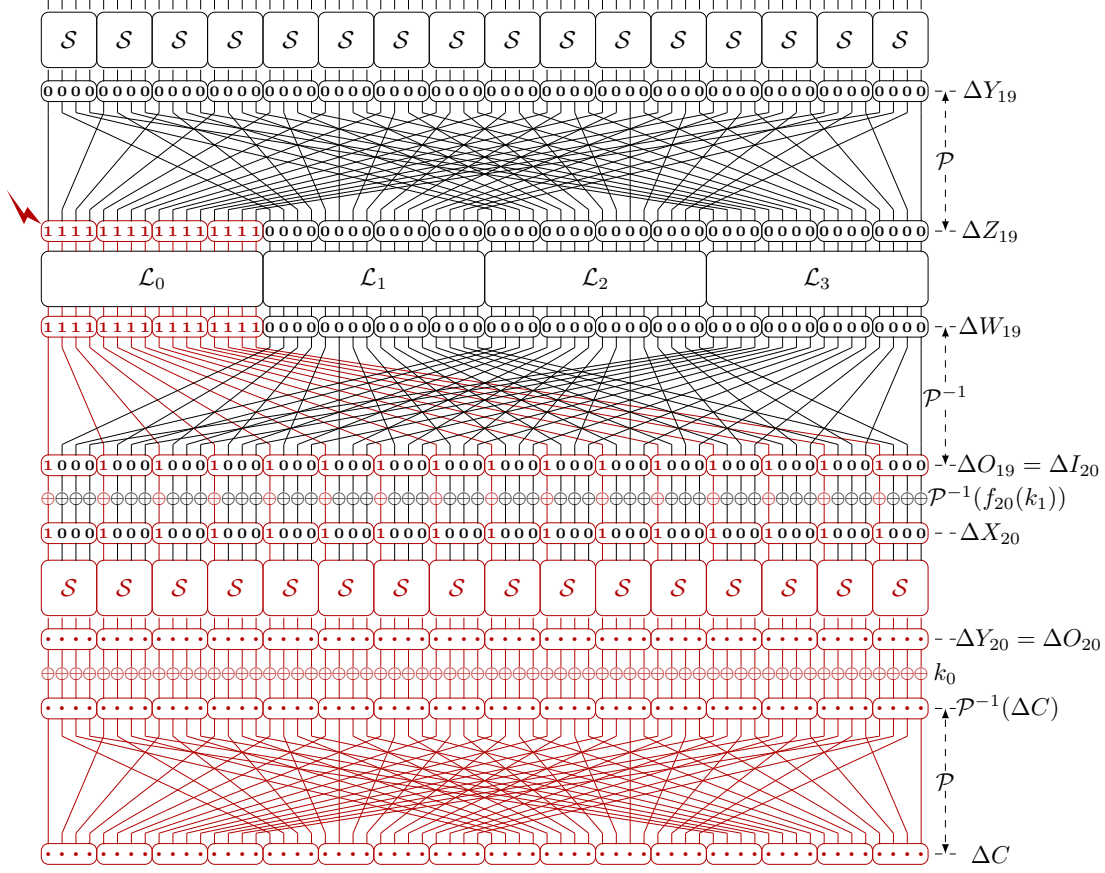 S S S S S S S S S S S S S S S S
0000 0000 0000 0000 0000 0000 0000 0000 0000 0000 0000 0000 0000 0000 0000 0000 ΔY₁₉
P
1111 1111 1111 1111 0000 0000 0000 0000 0000 0000 0000 0000 0000 0000 0000 0000 ΔZ₁₉
L₀ L₁ L₂ L₃
1111 1111 1111 1111 0000 0000 0000 0000 0000 0000 0000 0000 0000 0000 0000 0000 ΔW₁₉
P⁻¹
1000 1000 1000 1000 1000 1000 1000 1000 1000 1000 1000 1000 1000 1000 1000 1000 ΔO₁₉ = ΔI₂₀
P⁻¹(f₂₀(k₁))
1000 1000 1000 1000 1000 1000 1000 1000 1000 1000 1000 1000 1000 1000 1000 1000 ΔX₂₀
S S S S S S S S S S S S S S S S
ΔY₂₀ = ΔO₂₀
k₀
P⁻¹(ΔC)
P
ΔC